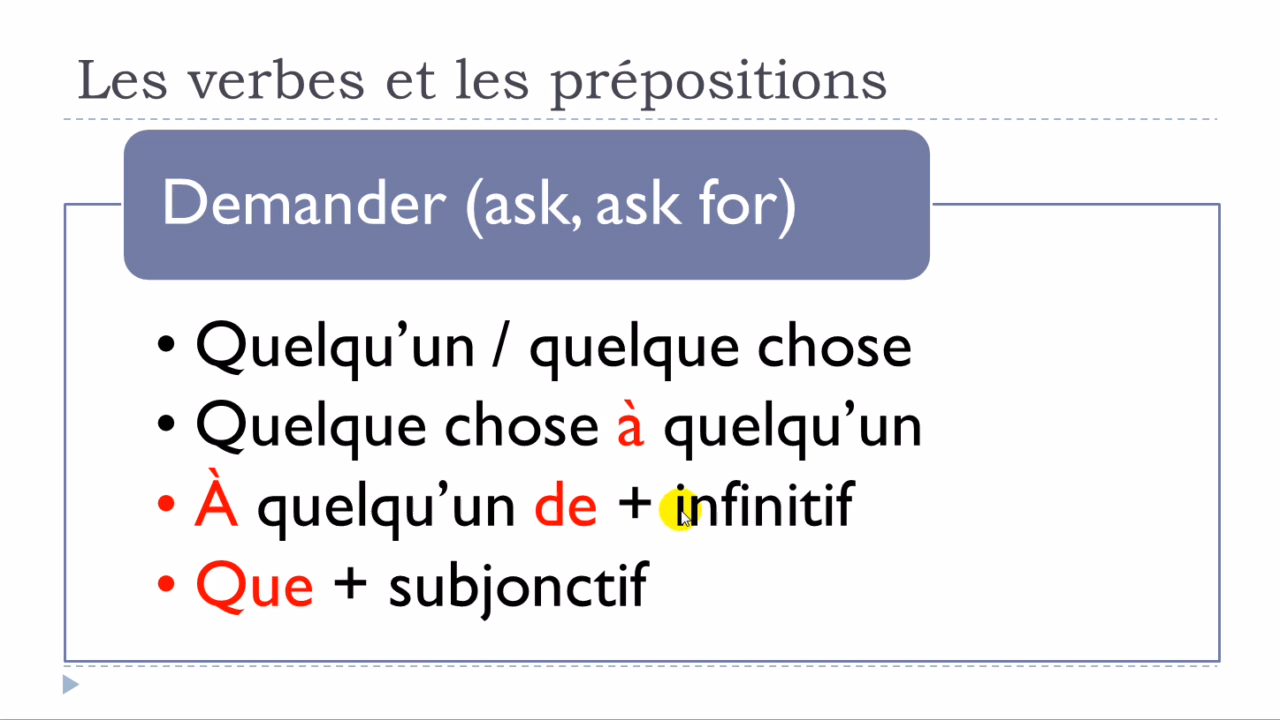 Les verbes et les prépositions
Demander (ask, ask for)
• Quelqu’un / quelque chose
• Quelque chose à quelqu’un
• À quelqu’un de + infinitif
• Que + subjonctif